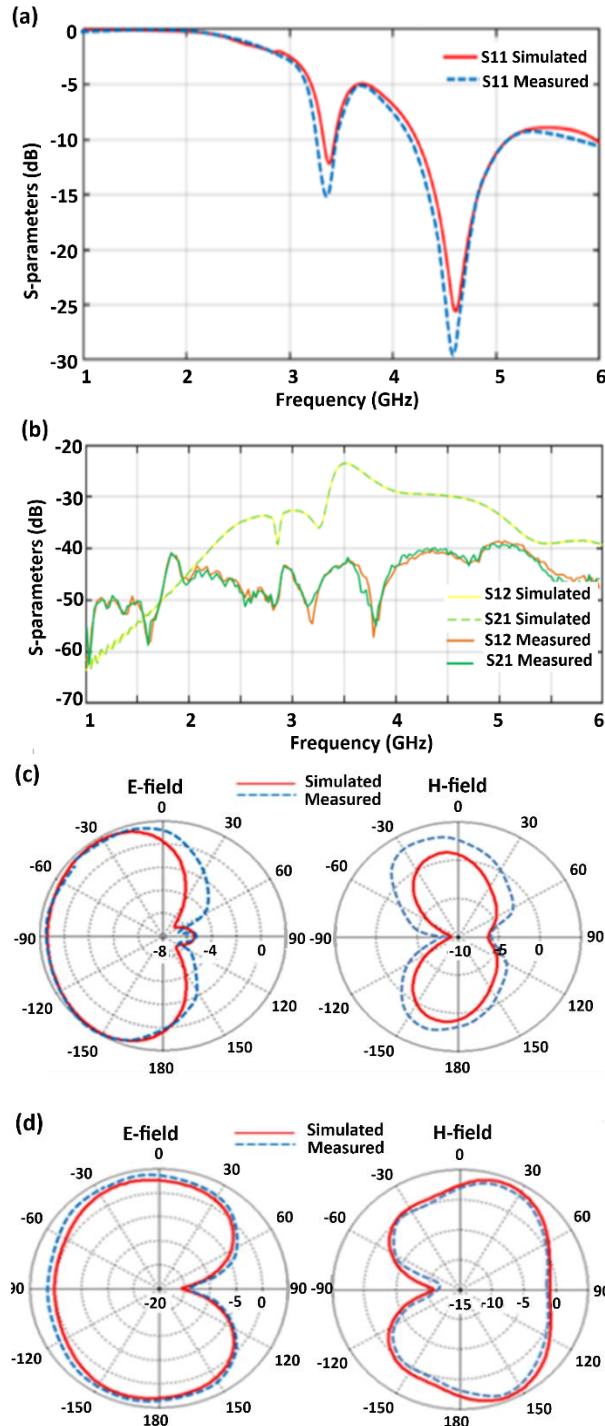 (a)
0
-5
-10
-15
-20
-25
-30
S-parameters (dB)
S11 Simulated
S11 Measured
1 2 3 4 5 6
Frequency (GHz)
(b)
-20
-30
-40
-50
-60
-70
S-parameters (dB)
S12 Simulated
S21 Simulated
S12 Measured
S21 Measured
1 2 3 4 5 6
Frequency (GHz)
(c)
E-field
Simulated
Measured
H-field
0
-30 30
-60 60
-90 -8 -4 0 90
-120 120
-150 150
180
0
-30 30
-60 60
-90 -10 -5 0 90
-120 120
-150 150
180
(d)
E-field
Simulated
Measured
H-field
0
-30 30
-60 60
90 -20 -5 0 90
-120 120
-150 150
180
0
-30 30
-60 60
-90 -15 -10 -5 0 90
-120 120
-150 150
180